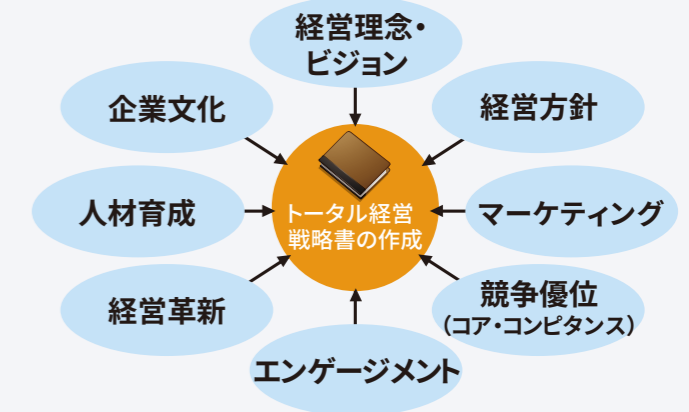 経営理念・
ビジョン
企業文化
経営方針
人材育成
トータル経営
戦略書の作成
マーケティング
経営革新
競争優位
（コア・コンピタンス）
エンゲージメント